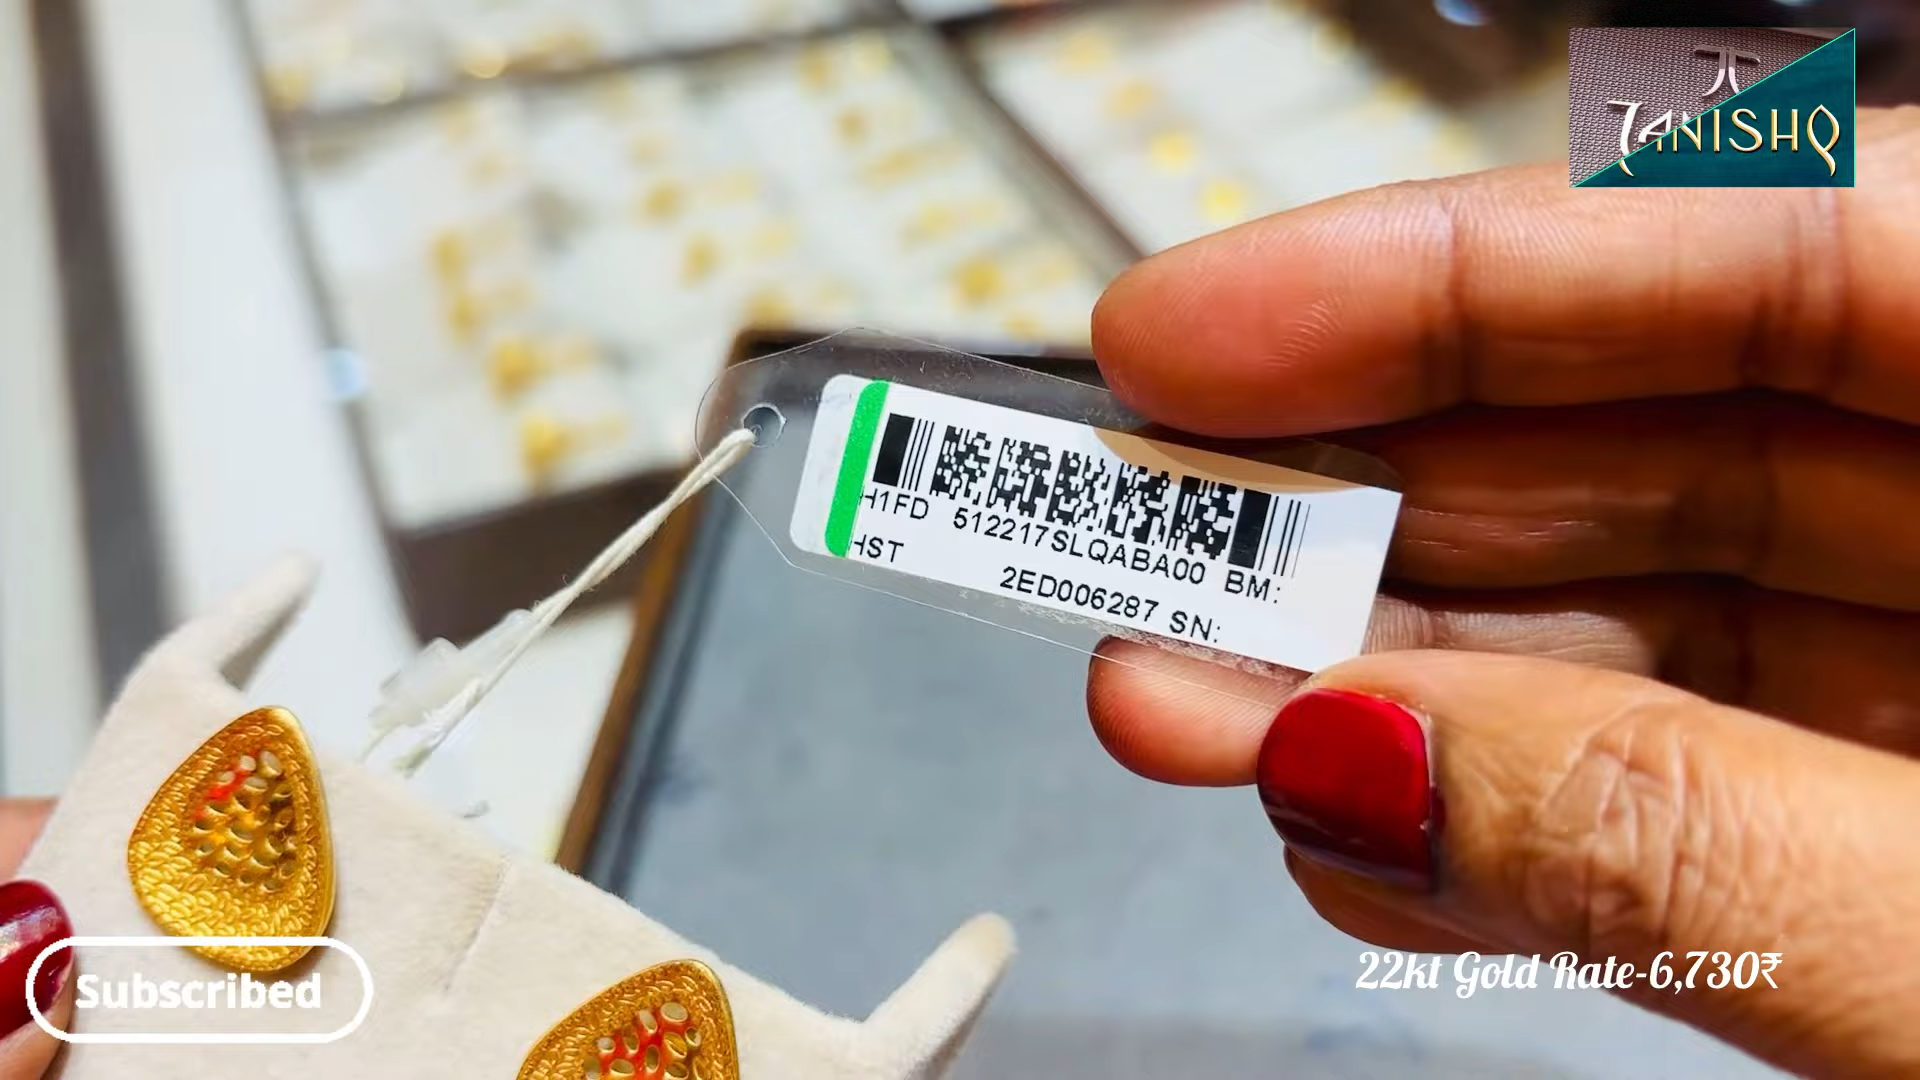 TANISHQ
H1FD 512217SLQABA00 BM:
HST 2ED006287 SN:
22kt Gold Rate-6,730₹
Subscribed